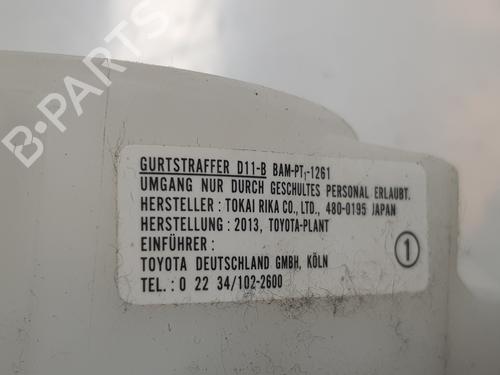 B-PARTS
GURTSTRAFFER D11-B BAM-PT₁-1261
UMGANG NUR DURCH GESCHULTES PERSONAL ERLAUBT.
HERSTELLER : TOKAI RIKA CO., LTD., 480-0195 JAPAN
HERSTELLUNG : 2013, TOYOTA-PLANT
EINFÜHRER :
TOYOTA DEUTSCHLAND GMBH, KÖLN
TEL. : 0 22 34/102-2600
1